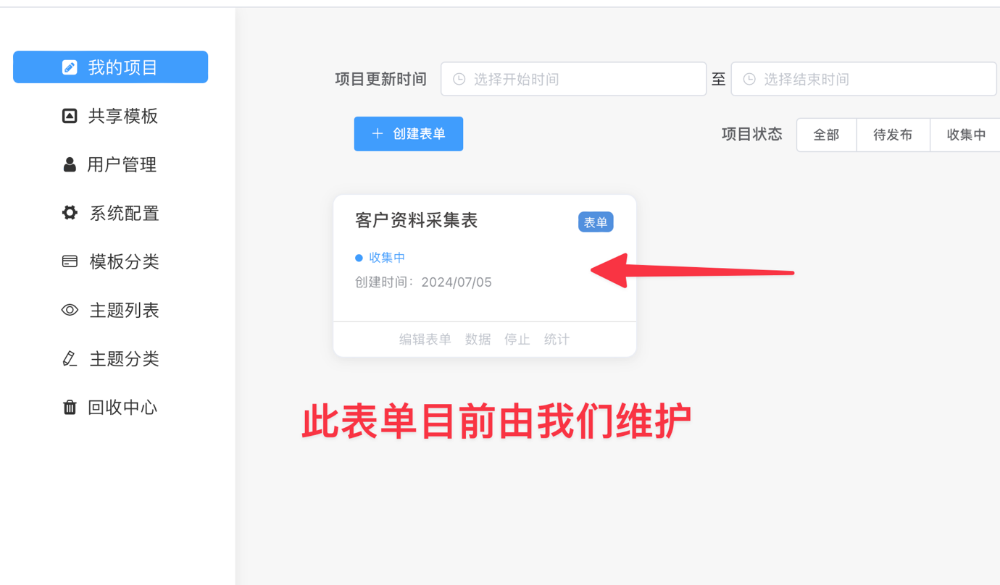 我的项目
共享模板
用户管理
系统配置
模板分类
主题列表
主题分类
回收中心
项目更新时间 选择开始时间 至 选择结束时间
创建表单 项目状态 全部 待发布 收集中
客户资料采集表 表单
收集中
创建时间：2024/07/05
编辑表单 数据 停止 统计
此表单目前由我们维护